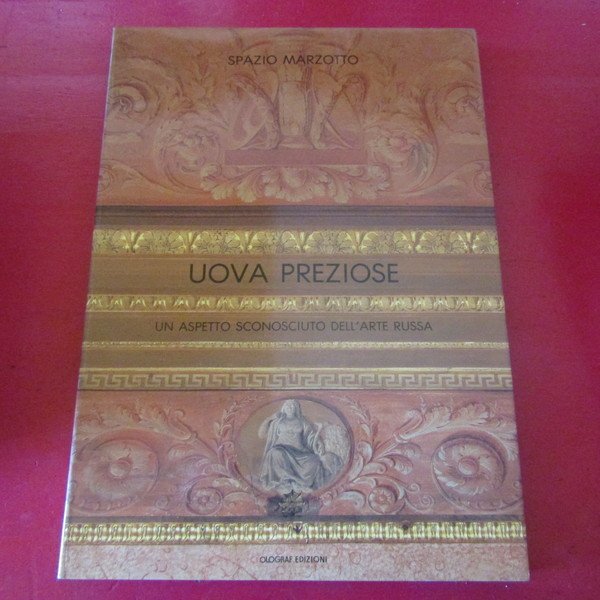 SPAZIO MARZOTTO
UOVA PREZIOSE
UN ASPETTO SCONOSCIUTO DELL'ARTE RUSSA
OLOGRAF.EDIZIONI